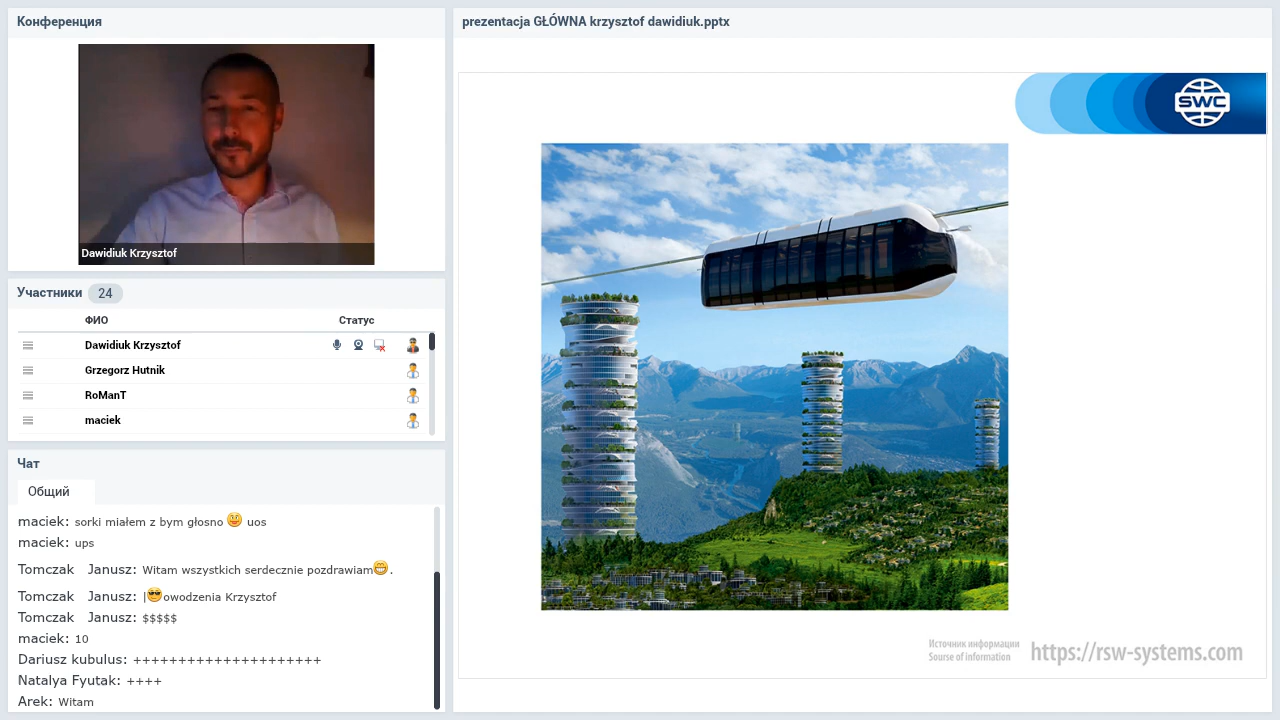 Конференция
Dawidiuk Krzysztof
Участники 24
ФИО Статус
Dawidiuk Krzysztof
Grzegorz Hutnik
RoManT
maciek
Чат
Общий
maciek: sorki miałem z bym głosno uos
maciek: ups
Tomczak Janusz: Witam wszystkich serdecznie pozdrawiam.
Tomczak Janusz: |owodzenia Krzysztof
Tomczak Janusz: $$$$$
maciek: 10
Dariusz kubulus: +++++++++++++++++++++
Natalya Fyutak: ++++
Arek: Witam
prezentacja GŁÓWNA krzysztof dawidiuk.pptx
SWC
Источник информации
Sourse of information
https://rsw-systems.com